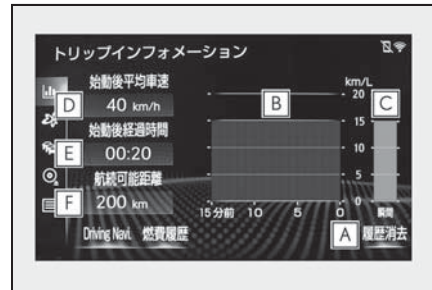 トリップインフォメーション
始動後平均車速
D
40 km/h
始動後経過時間
E
00:20
航続可能距離
F
200 km
Driving Navi.
燃費履歴
km/L
B
C
20
15
10
5
0
15分前 10 5 0 瞬間
A
履歴消去